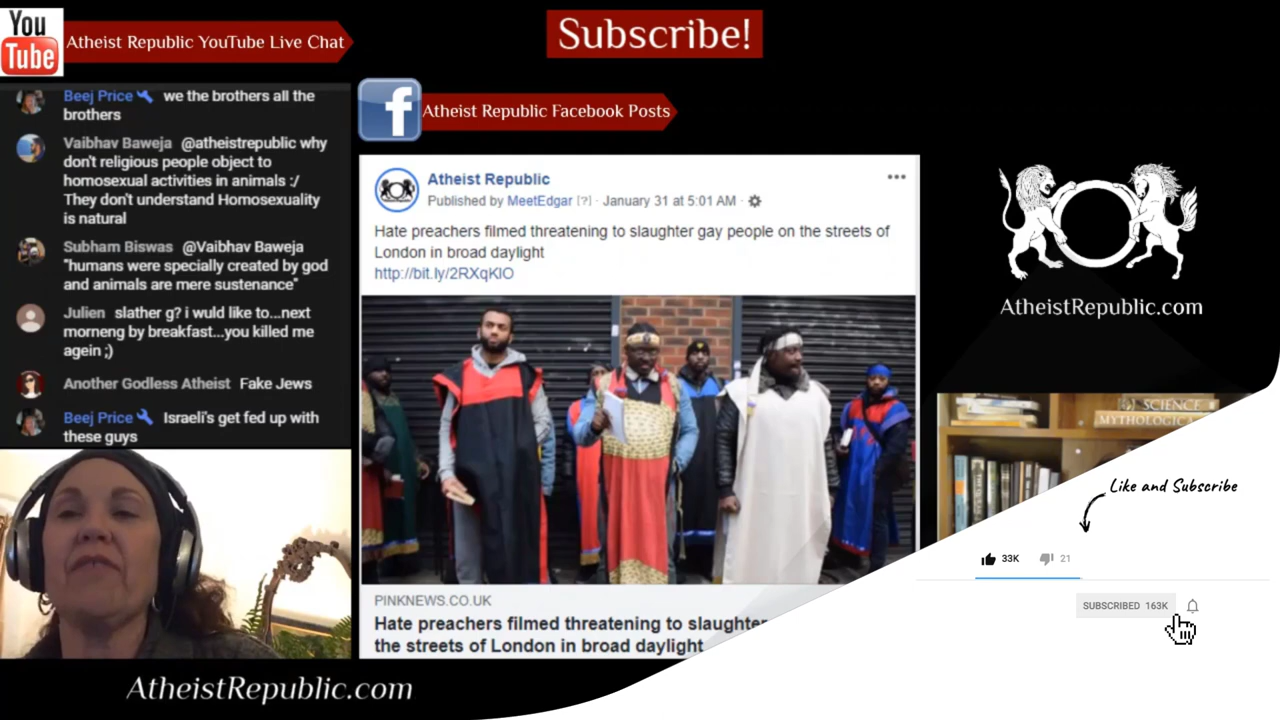 You
Tube
Atheist Republic YouTube Live Chat
Subscribe!
Beej Price we the brothers all the
brothers
Vaibhav Baweja @atheistrepublic why
don't religious people object to
homosexual activities in animals :/
They don't understand Homosexuality
is natural
Subham Biswas @Vaibhav Baweja
"humans were specially created by god
and animals are mere sustenance"
Julien slather g? i wuld like to...next
morneng by breakfast...you killed me
agein ;)
Another Godless Atheist Fake Jews
Beej Price Israeli's get fed up with
these guys
f
Atheist Republic Facebook Posts
Atheist Republic
Published by MeetEdgar [?] · January 31 at 5:01 AM ·
Hate preachers filmed threatening to slaughter gay people on the streets of
London in broad daylight
http://bit.ly/2RXqKlO
PINKNEWS.CO.UK
Hate preachers filmed threatening to slaughter
the streets of London in broad daylight
AtheistRepublic.com
SCIENCE
Like and Subscribe
33K 21
SUBSCRIBED 163K
AtheistRepublic.com